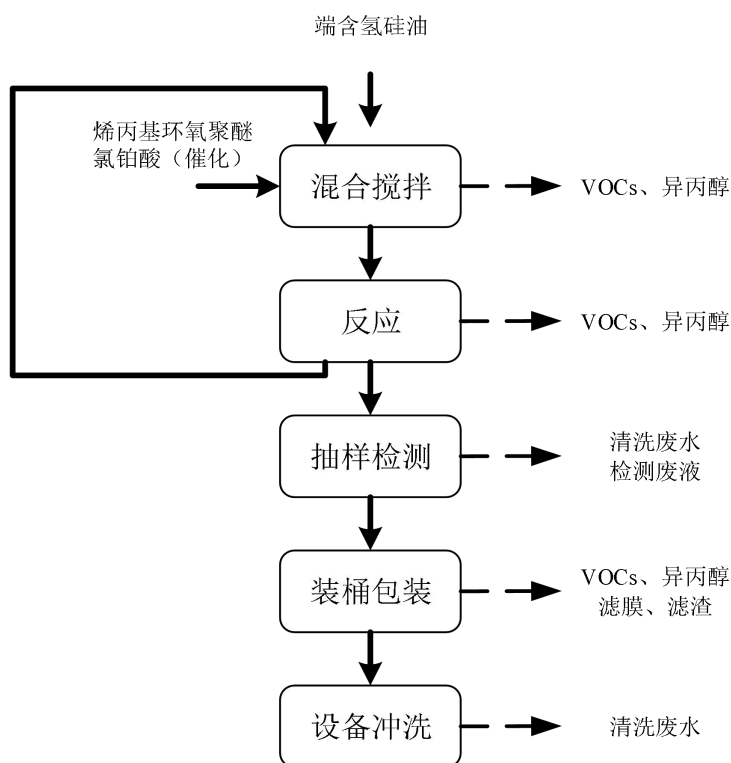 端含氢硅油
烯丙基环氧聚醚
氯铂酸（催化）
混合搅拌
VOCs、异丙醇
反应
VOCs、异丙醇
抽样检测
清洗废水
检测废液
装桶包装
VOCs、异丙醇
滤膜、滤渣
设备冲洗
清洗废水